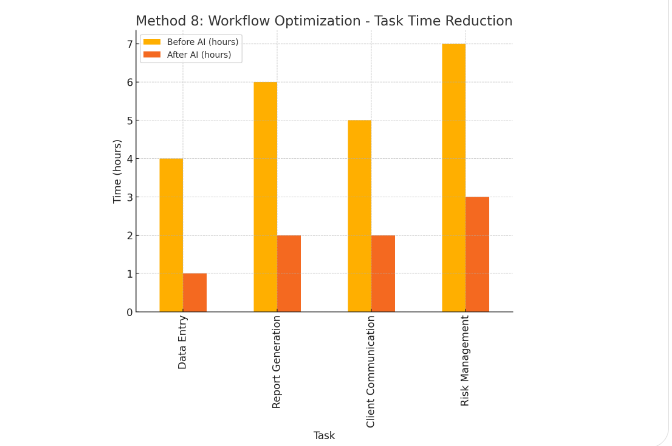 Method 8: Workflow Optimization - Task Time Reduction
Before AI (hours)
After AI (hours)
Time (hours)
7
6
5
4
3
2
1
0
Data Entry
Report Generation
Client Communication
Risk Management
Task